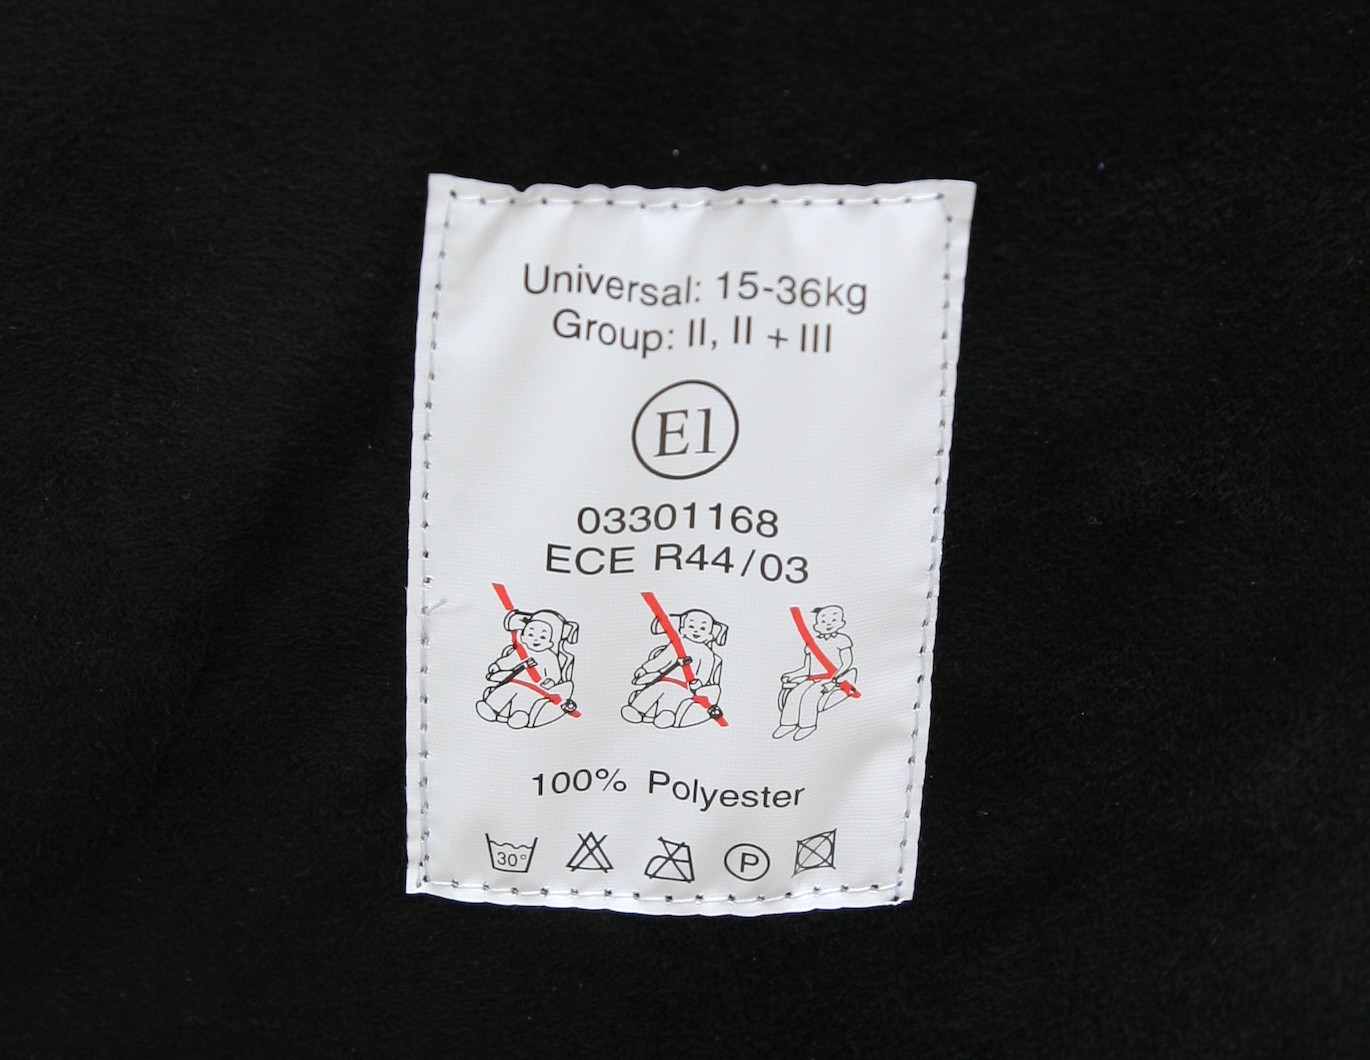 Universal: 15-36kg
Group: II, II + III
E1
03301168
ECE R44/03
100% Polyester
30°
P